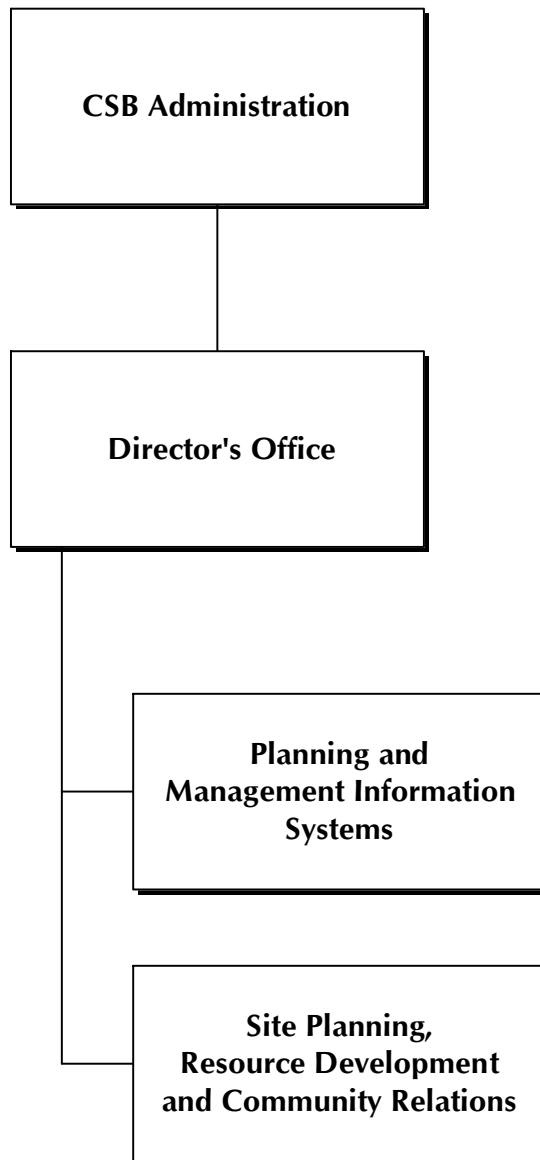 CSB Administration
Director's Office
Planning and
Management Information
Systems
Site Planning,
Resource Development
and Community Relations